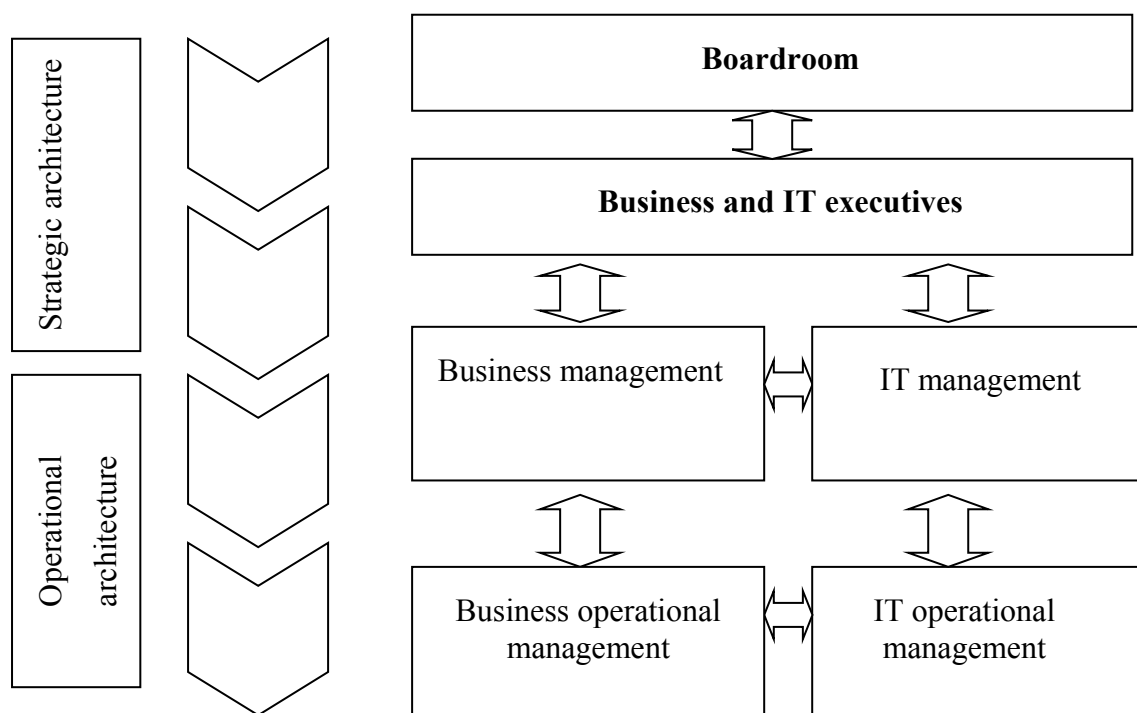 Strategic architecture
Operational
architecture
Boardroom
Business and IT executives
Business management
IT management
Business operational
management
IT operational
management